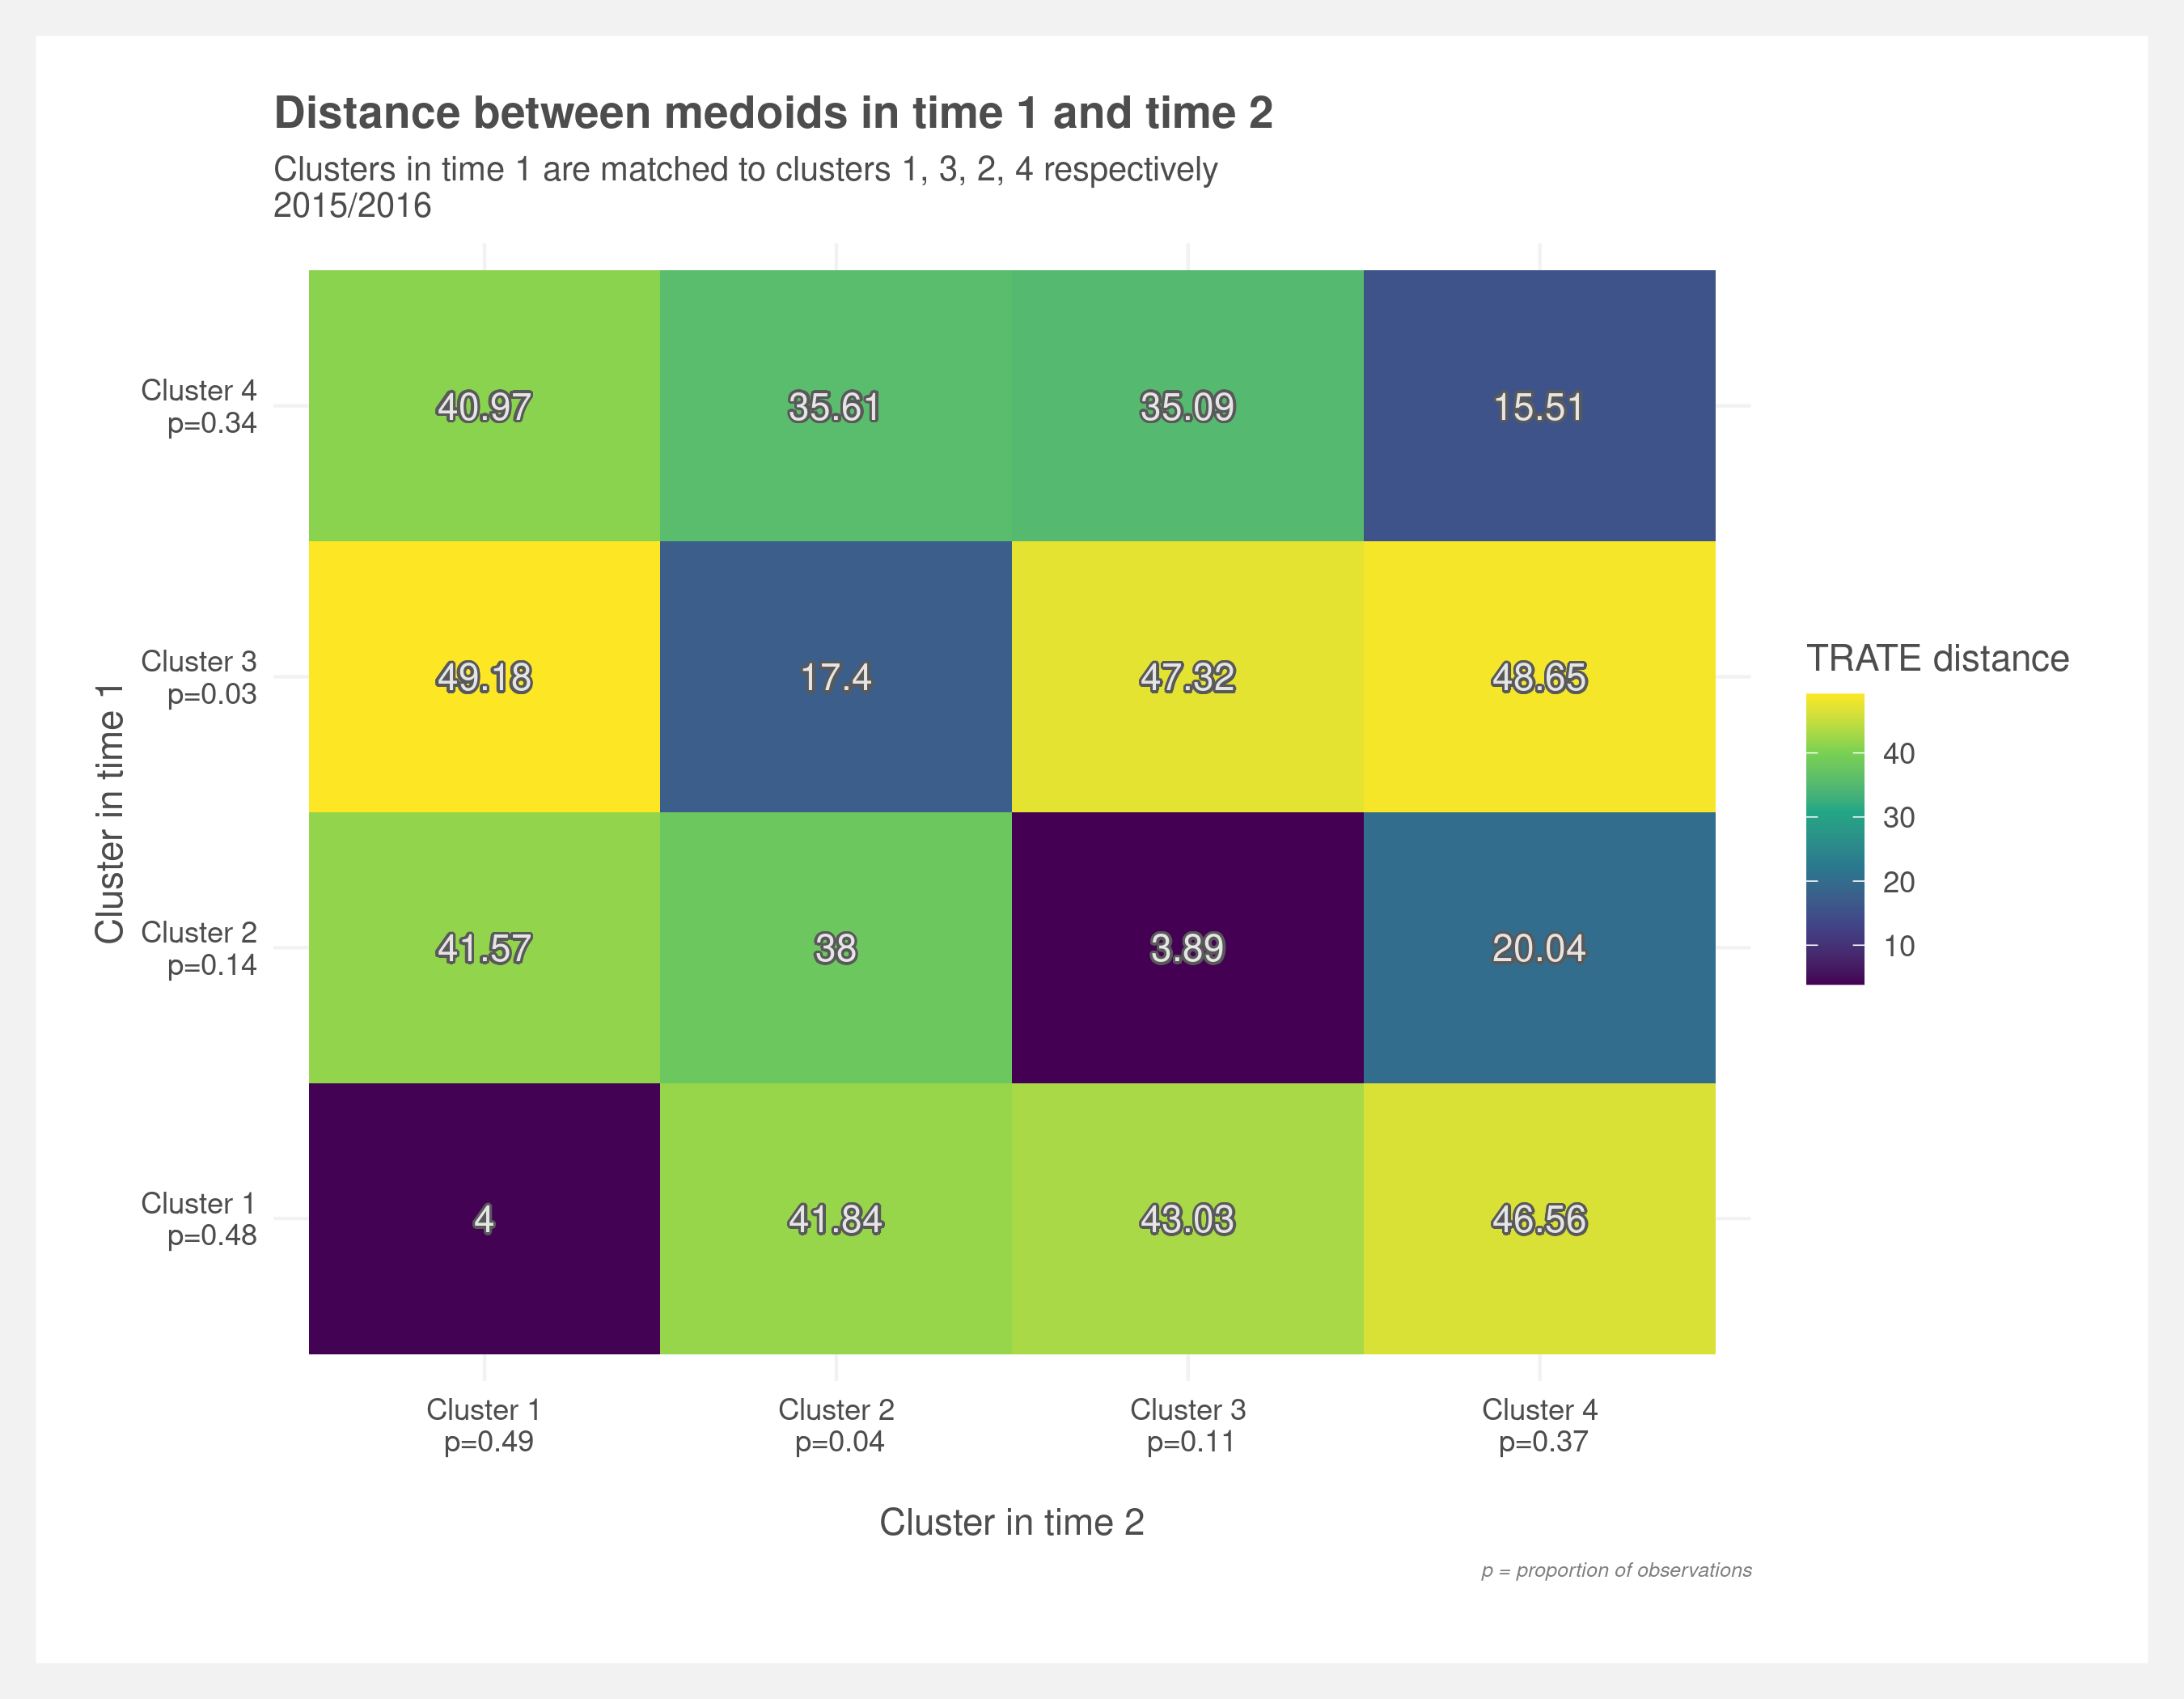 Distance between medoids in time 1 and time 2
Clusters in time 1 are matched to clusters 1, 3, 2, 4 respectively
2015/2016
Cluster in time 1
Cluster 4
p=0.34
40.97 35.61 35.09 15.51
Cluster 3
p=0.03
49.18 17.4 47.32 48.65
Cluster 2
p=0.14
41.57 38 3.89 20.04
Cluster 1
p=0.48
4 41.84 43.03 46.56
Cluster 1 Cluster 2 Cluster 3 Cluster 4
p=0.49 p=0.04 p=0.11 p=0.37
Cluster in time 2
TRATE distance
40
30
20
10
p = proportion of observations